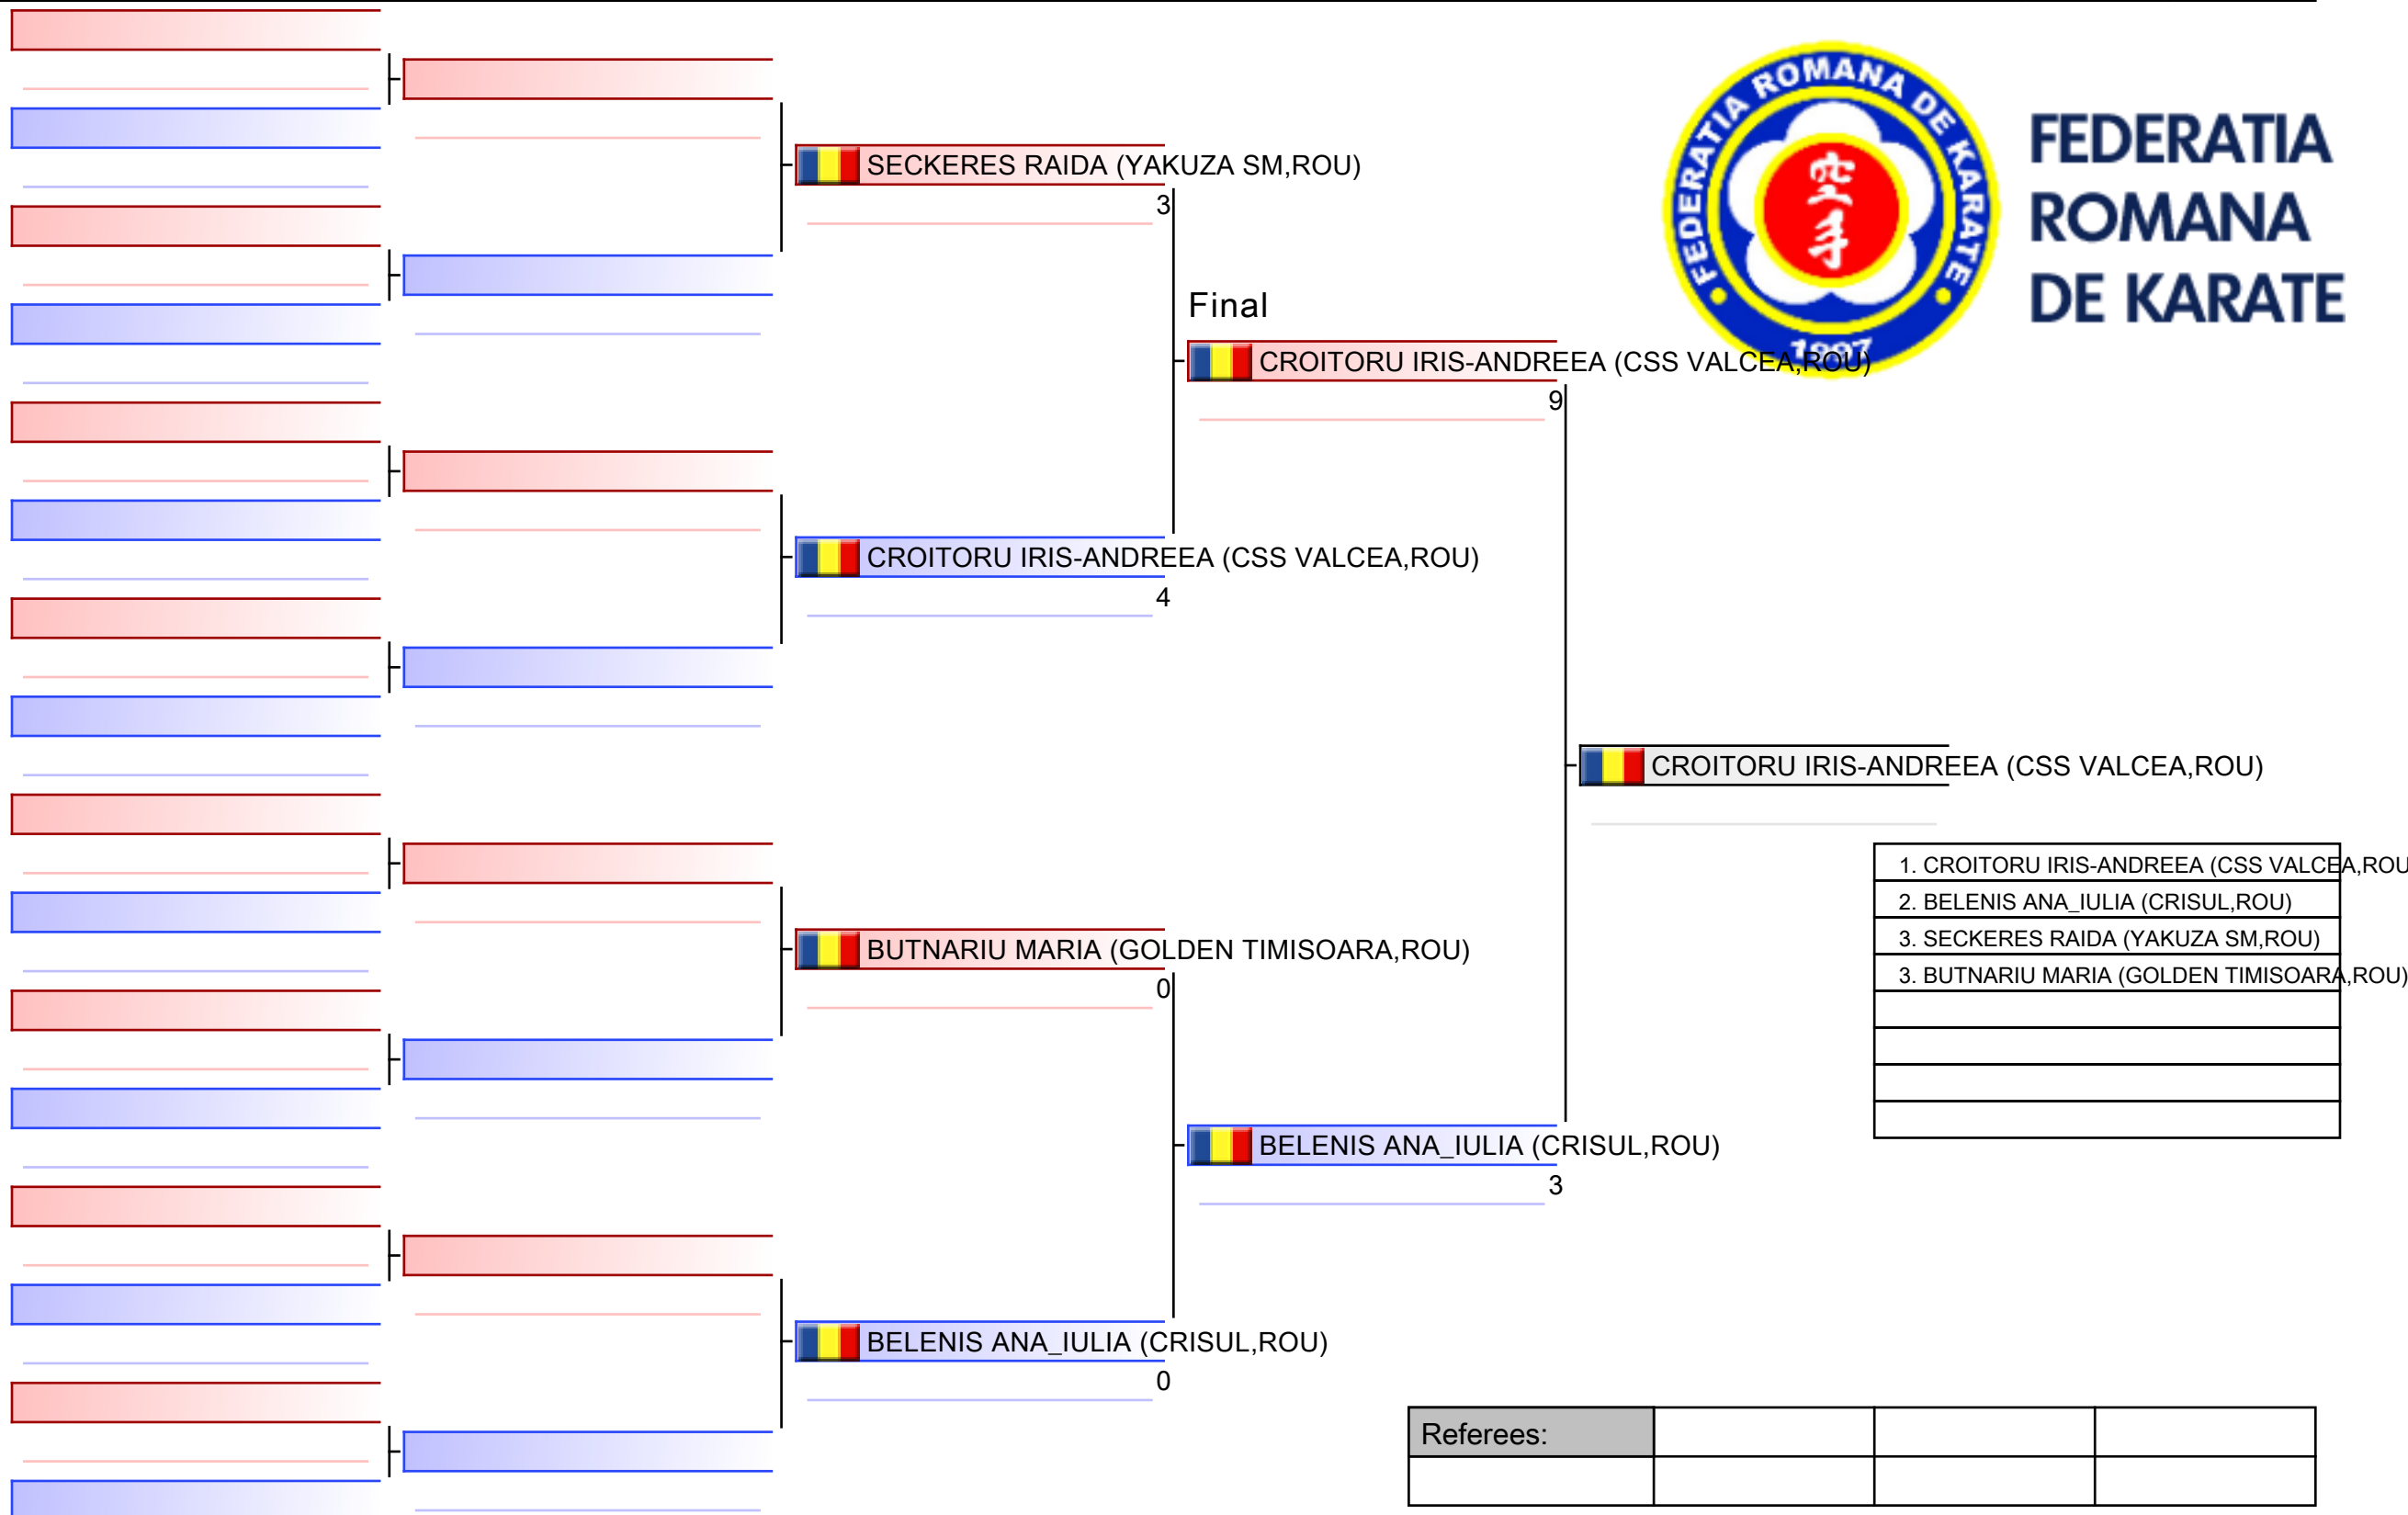 FEDERATIA ROMANA DE KARATE
空手
1997
FEDERATIA
ROMANA
DE KARATE
SECKERES RAIDA (YAKUZA SM,ROU)
3
Final
CROITORU IRIS-ANDREEA (CSS VALCEA,ROU)
9
CROITORU IRIS-ANDREEA (CSS VALCEA,ROU)
4
CROITORU IRIS-ANDREEA (CSS VALCEA,ROU)
1. CROITORU IRIS-ANDREEA (CSS VALCEA,ROU
2. BELENIS ANA_IULIA (CRISUL,ROU)
3. SECKERES RAIDA (YAKUZA SM,ROU)
3. BUTNARIU MARIA (GOLDEN TIMISOARA,ROU)
BUTNARIU MARIA (GOLDEN TIMISOARA,ROU)
0
BELENIS ANA_IULIA (CRISUL,ROU)
3
BELENIS ANA_IULIA (CRISUL,ROU)
0
Referees: